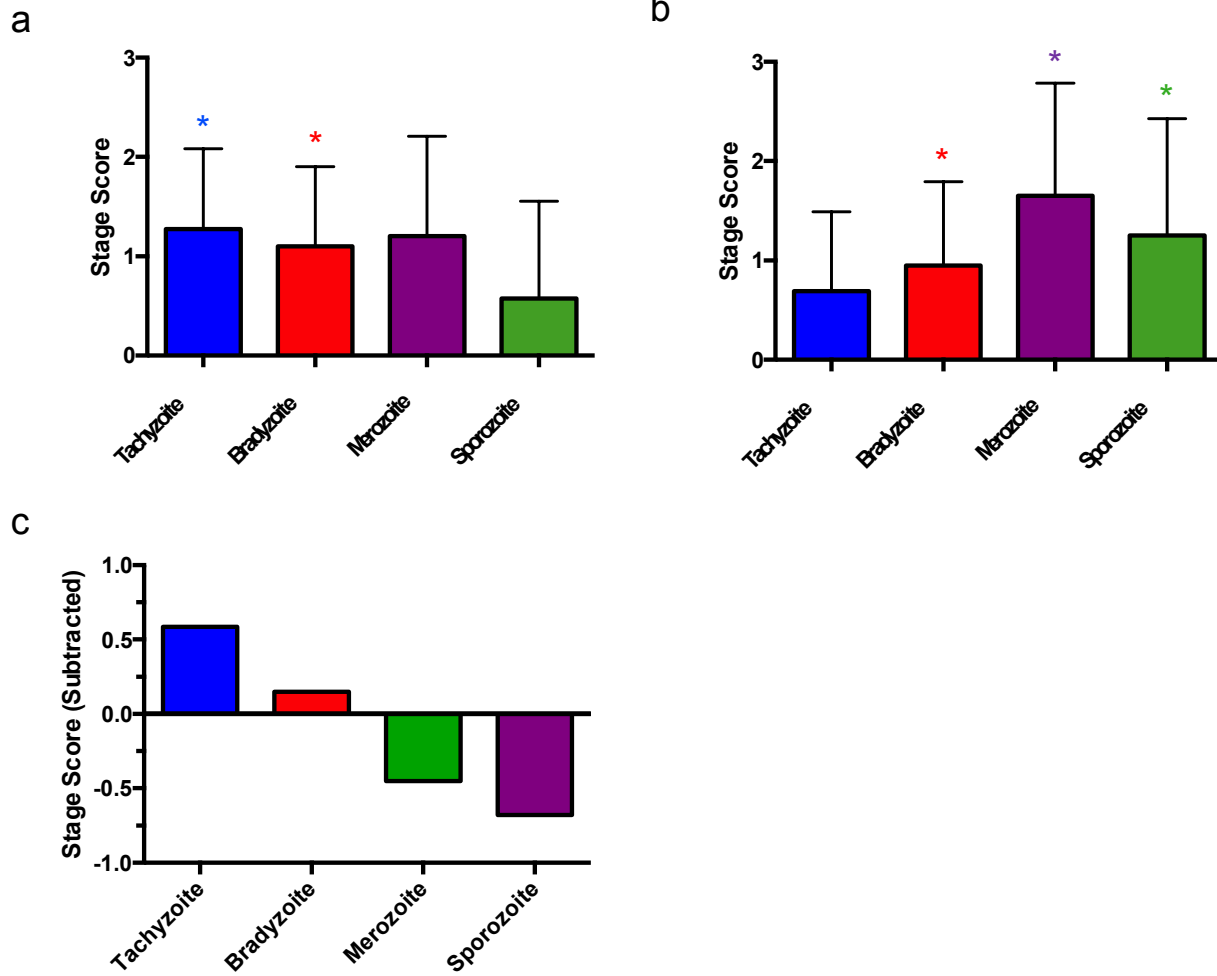 a
Stage Score
3
2
1
0
*
*
Tachyzoite
Bradyzoite
Merozoite
Sporozoite
b
Stage Score
3
2
1
0
*
*
*
Tachyzoite
Bradyzoite
Merozoite
Sporozoite
c
Stage Score (Subtracted)
1.0
0.5
0.0
-0.5
-1.0
Tachyzoite
Bradyzoite
Merozoite
Sporozoite